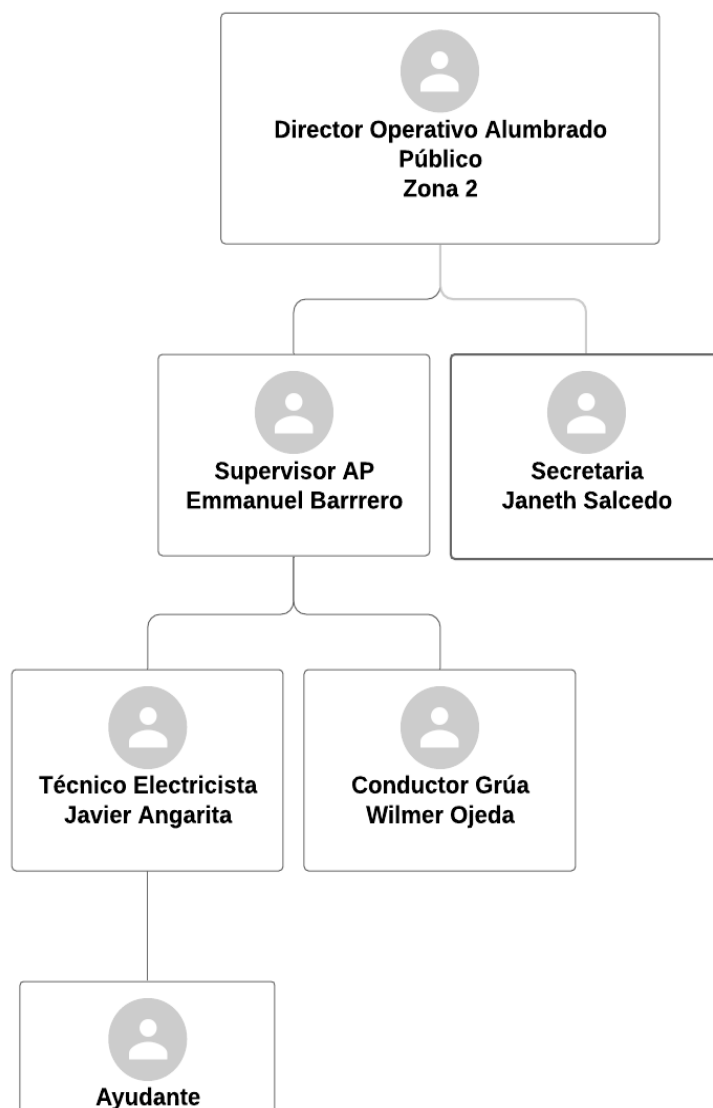 Director Operativo Alumbrado
Público
Zona 2
Supervisor AP
Emmanuel Barrrero
Secretaria
Janeth Salcedo
Técnico Electricista
Javier Angarita
Conductor Grúa
Wilmer Ojeda
Ayudante